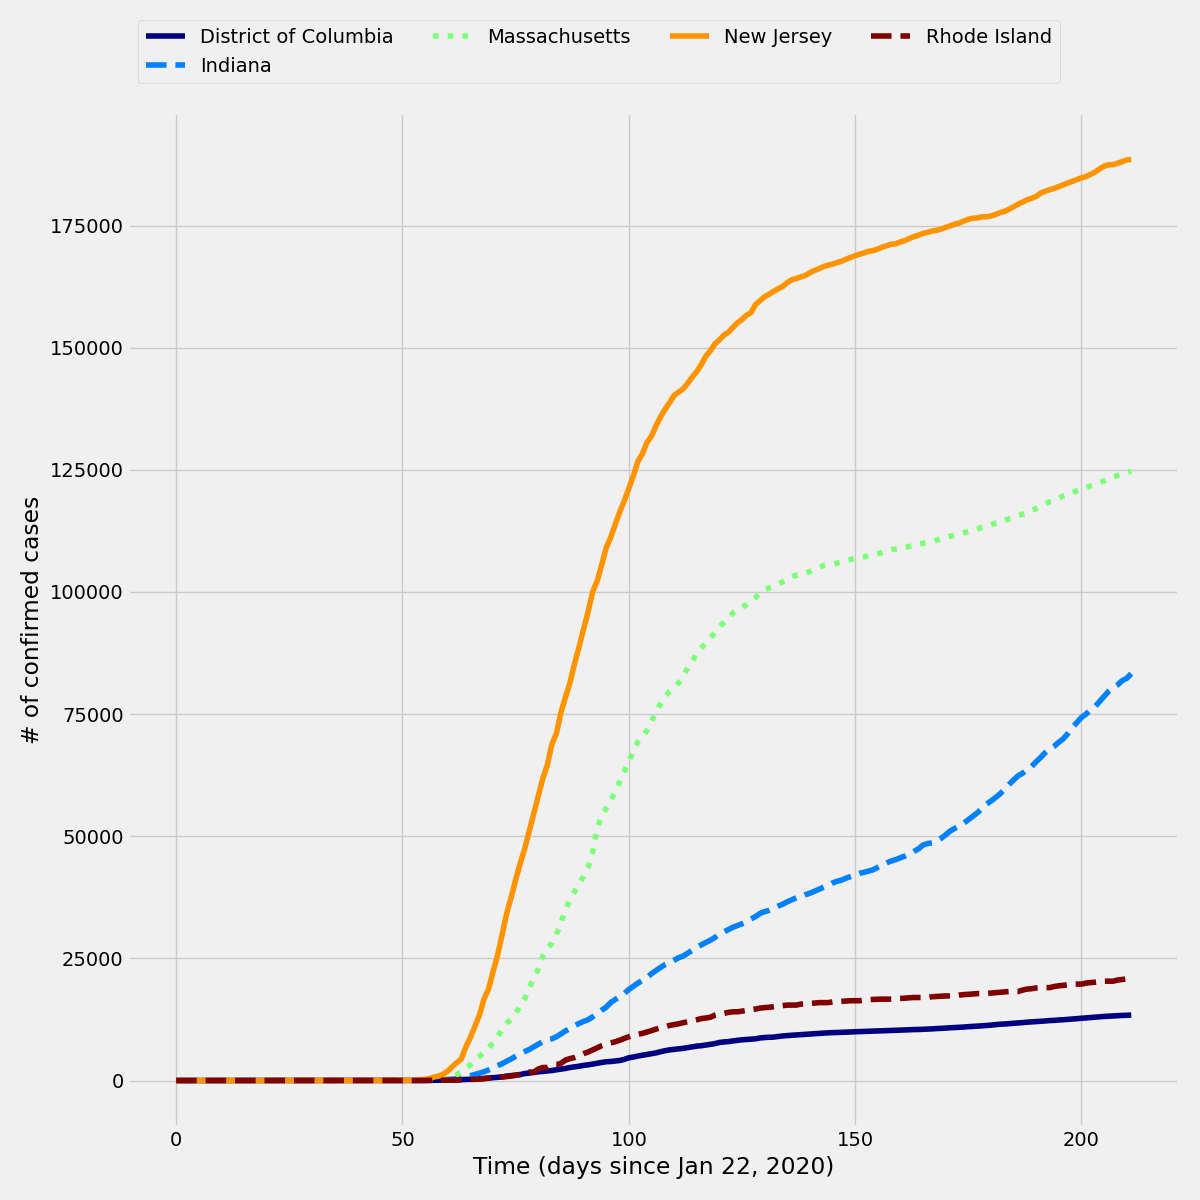 District of Columbia
Indiana
Massachusetts
New Jersey
Rhode Island
# of confirmed cases
175000
150000
125000
100000
75000
50000
25000
0
0
50
100
150
200
Time (days since Jan 22, 2020)